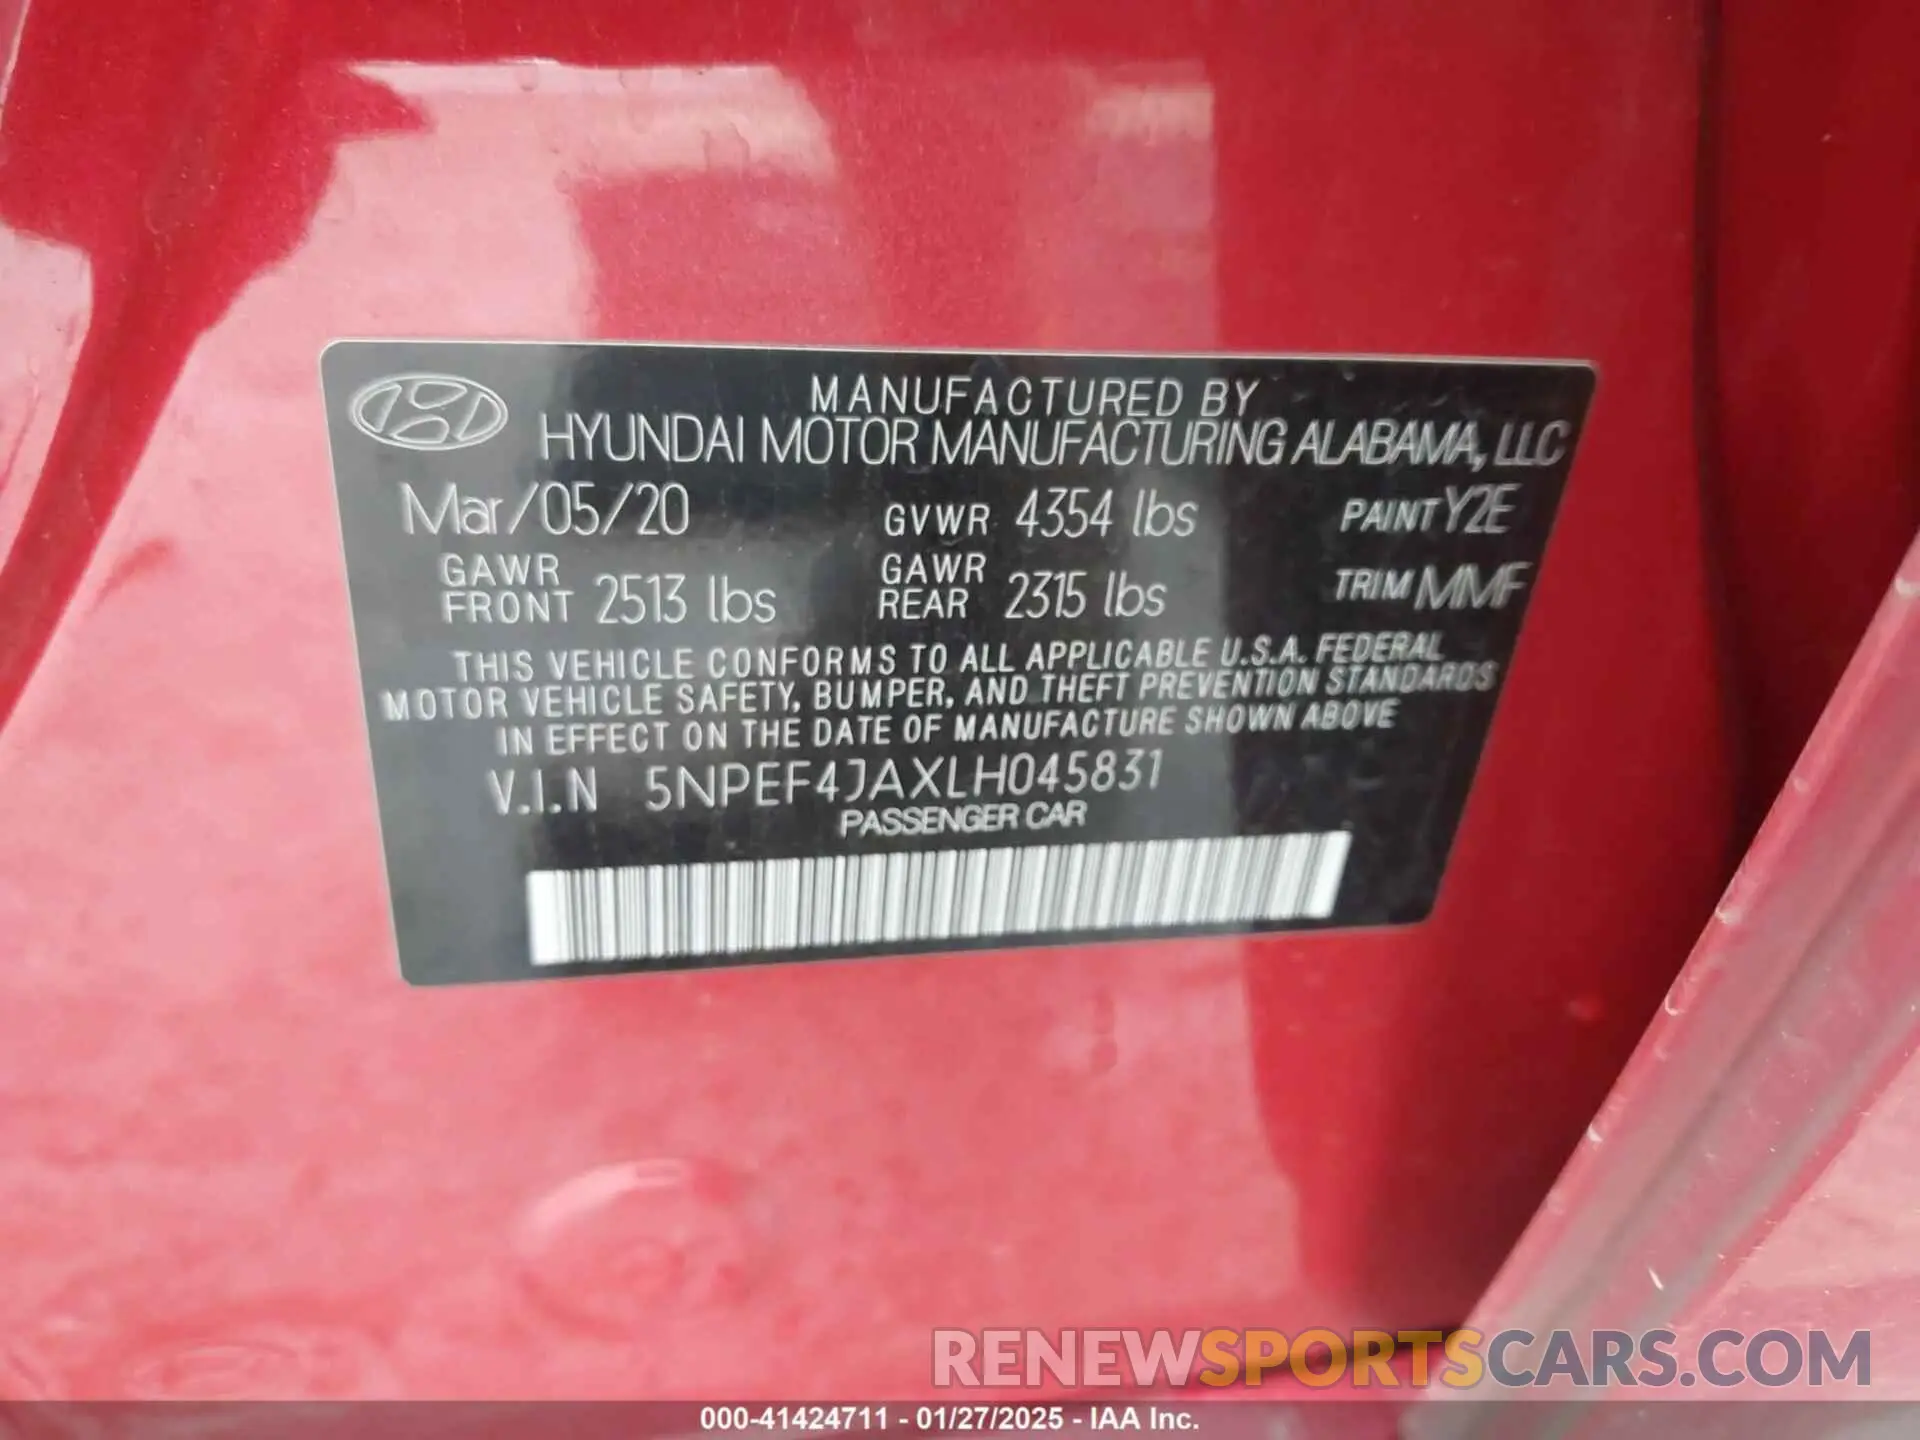 MANUFACTURED BY
HYUNDAI MOTOR MANUFACTURING ALABAMA, LLC
Mar/05/20 GVWR 4354 lbs PAINT Y2E
GAWR FRONT 2513 lbs GAWR REAR 2315 lbs TRIM MMF
THIS VEHICLE CONFORMS TO ALL APPLICABLE U.S.A. FEDERAL
MOTOR VEHICLE SAFETY, BUMPER, AND THEFT PREVENTION STANDARDS
IN EFFECT ON THE DATE OF MANUFACTURE SHOWN ABOVE
V.I.N 5NPEF4JAXLH045831
PASSENGER CAR
RENEWSPORTSCARS.COM
000-41424711 - 01/27/2025 - IAA Inc.